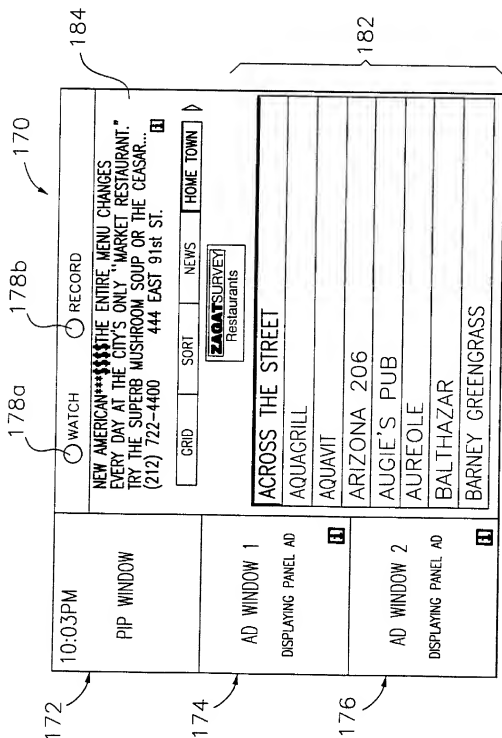 170
178a
178b
184
WATCH
RECORD
10:03PM
PIP WINDOW
172
NEW AMERICAN***$$$$THE ENTIRE MENU CHANGES
EVERY DAY AT THE CITY'S ONLY "MARKET RESTAURANT."
TRY THE SUPERB MUSHROOM SOUP OR THE CEASAR...
(212) 722-4400 444 EAST 91st ST. i
GRID SORT NEWS HOME TOWN
ZAGATSURVEY
Restaurants
AD WINDOW 1
DISPLAYING PANEL AD
i
174
AD WINDOW 2
DISPLAYING PANEL AD
i
176
ACROSS THE STREET
AQUAGRILL
AQUAVIT
ARIZONA 206
AUGIE'S PUB
AUREOLE
BALTHAZAR
BARNEY GREENGRASS
182